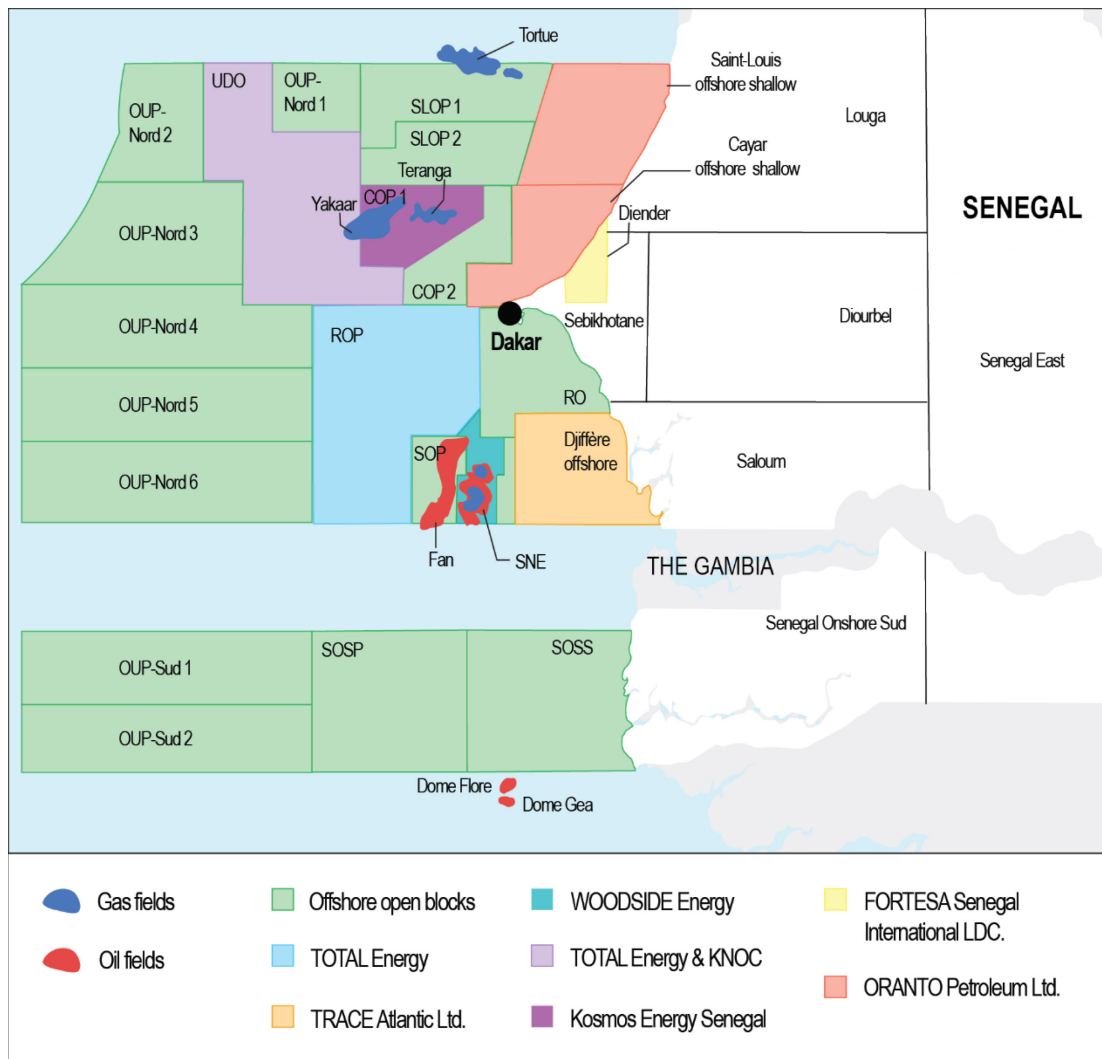 Tortue
Saint-Louis
offshore shallow
UDO
OUP-
Nord 1
OUP-
Nord 2
SLOP 1
Louga
SLOP 2
Cayar
offshore shallow
Teranga
COP 1
Diender
Yakaar
SENEGAL
OUP-Nord 3
COP 2
OUP-Nord 4
ROP
Dakar
Sebikhotane
Diourbel
Senegal East
OUP-Nord 5
RO
Djiffère
offshore
SOP
Saloum
OUP-Nord 6
Fan
SNE
THE GAMBIA
Senegal Onshore Sud
SOSP
SOSS
OUP-Sud 1
OUP-Sud 2
Dome Flore
Dome Gea
Gas fields
Offshore open blocks
WOODSIDE Energy
FORTESA Senegal
International LDC.
Oil fields
TOTAL Energy
TOTAL Energy & KNOC
ORANTO Petroleum Ltd.
TRACE Atlantic Ltd.
Kosmos Energy Senegal